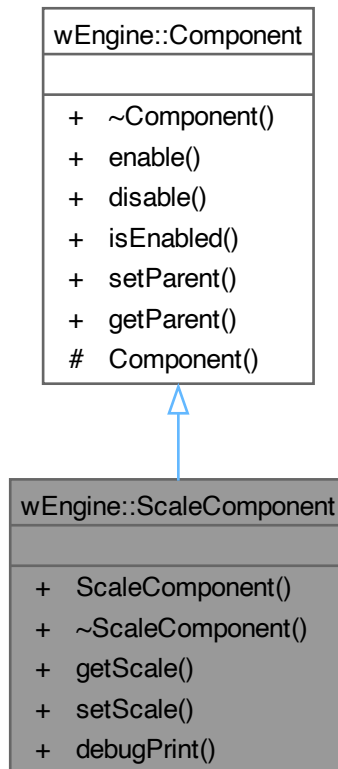 wEngine::Component
+ ~Component()
+ enable()
+ disable()
+ isEnabled()
+ setParent()
+ getParent()
# Component()
wEngine::ScaleComponent
+ ScaleComponent()
+ ~ScaleComponent()
+ getScale()
+ setScale()
+ debugPrint()